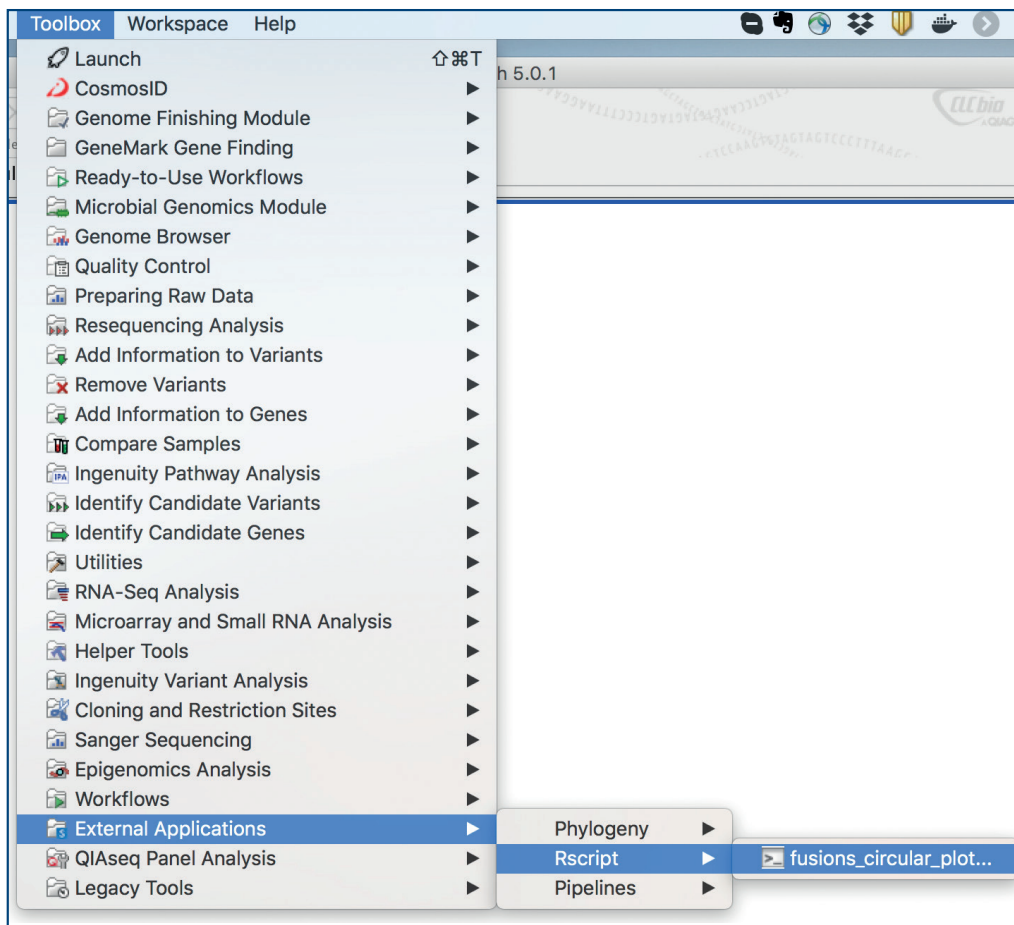 Toolbox Workspace Help
Launch ⇧⌘T
h 5.0.1
CosmosID
CLC bio
Genome Finishing Module
GeneMark Gene Finding
Ready-to-Use Workflows
Microbial Genomics Module
Genome Browser
Quality Control
Preparing Raw Data
Resequencing Analysis
Add Information to Variants
Remove Variants
Add Information to Genes
Compare Samples
IPA Ingenuity Pathway Analysis
Identify Candidate Variants
Identify Candidate Genes
Utilities
RNA-Seq Analysis
Microarray and Small RNA Analysis
Helper Tools
Ingenuity Variant Analysis
Cloning and Restriction Sites
Sanger Sequencing
Epigenomics Analysis
Workflows
External Applications Phylogeny
QIAseq Panel Analysis Rscript fusions_circular_plot...
Legacy Tools Pipelines